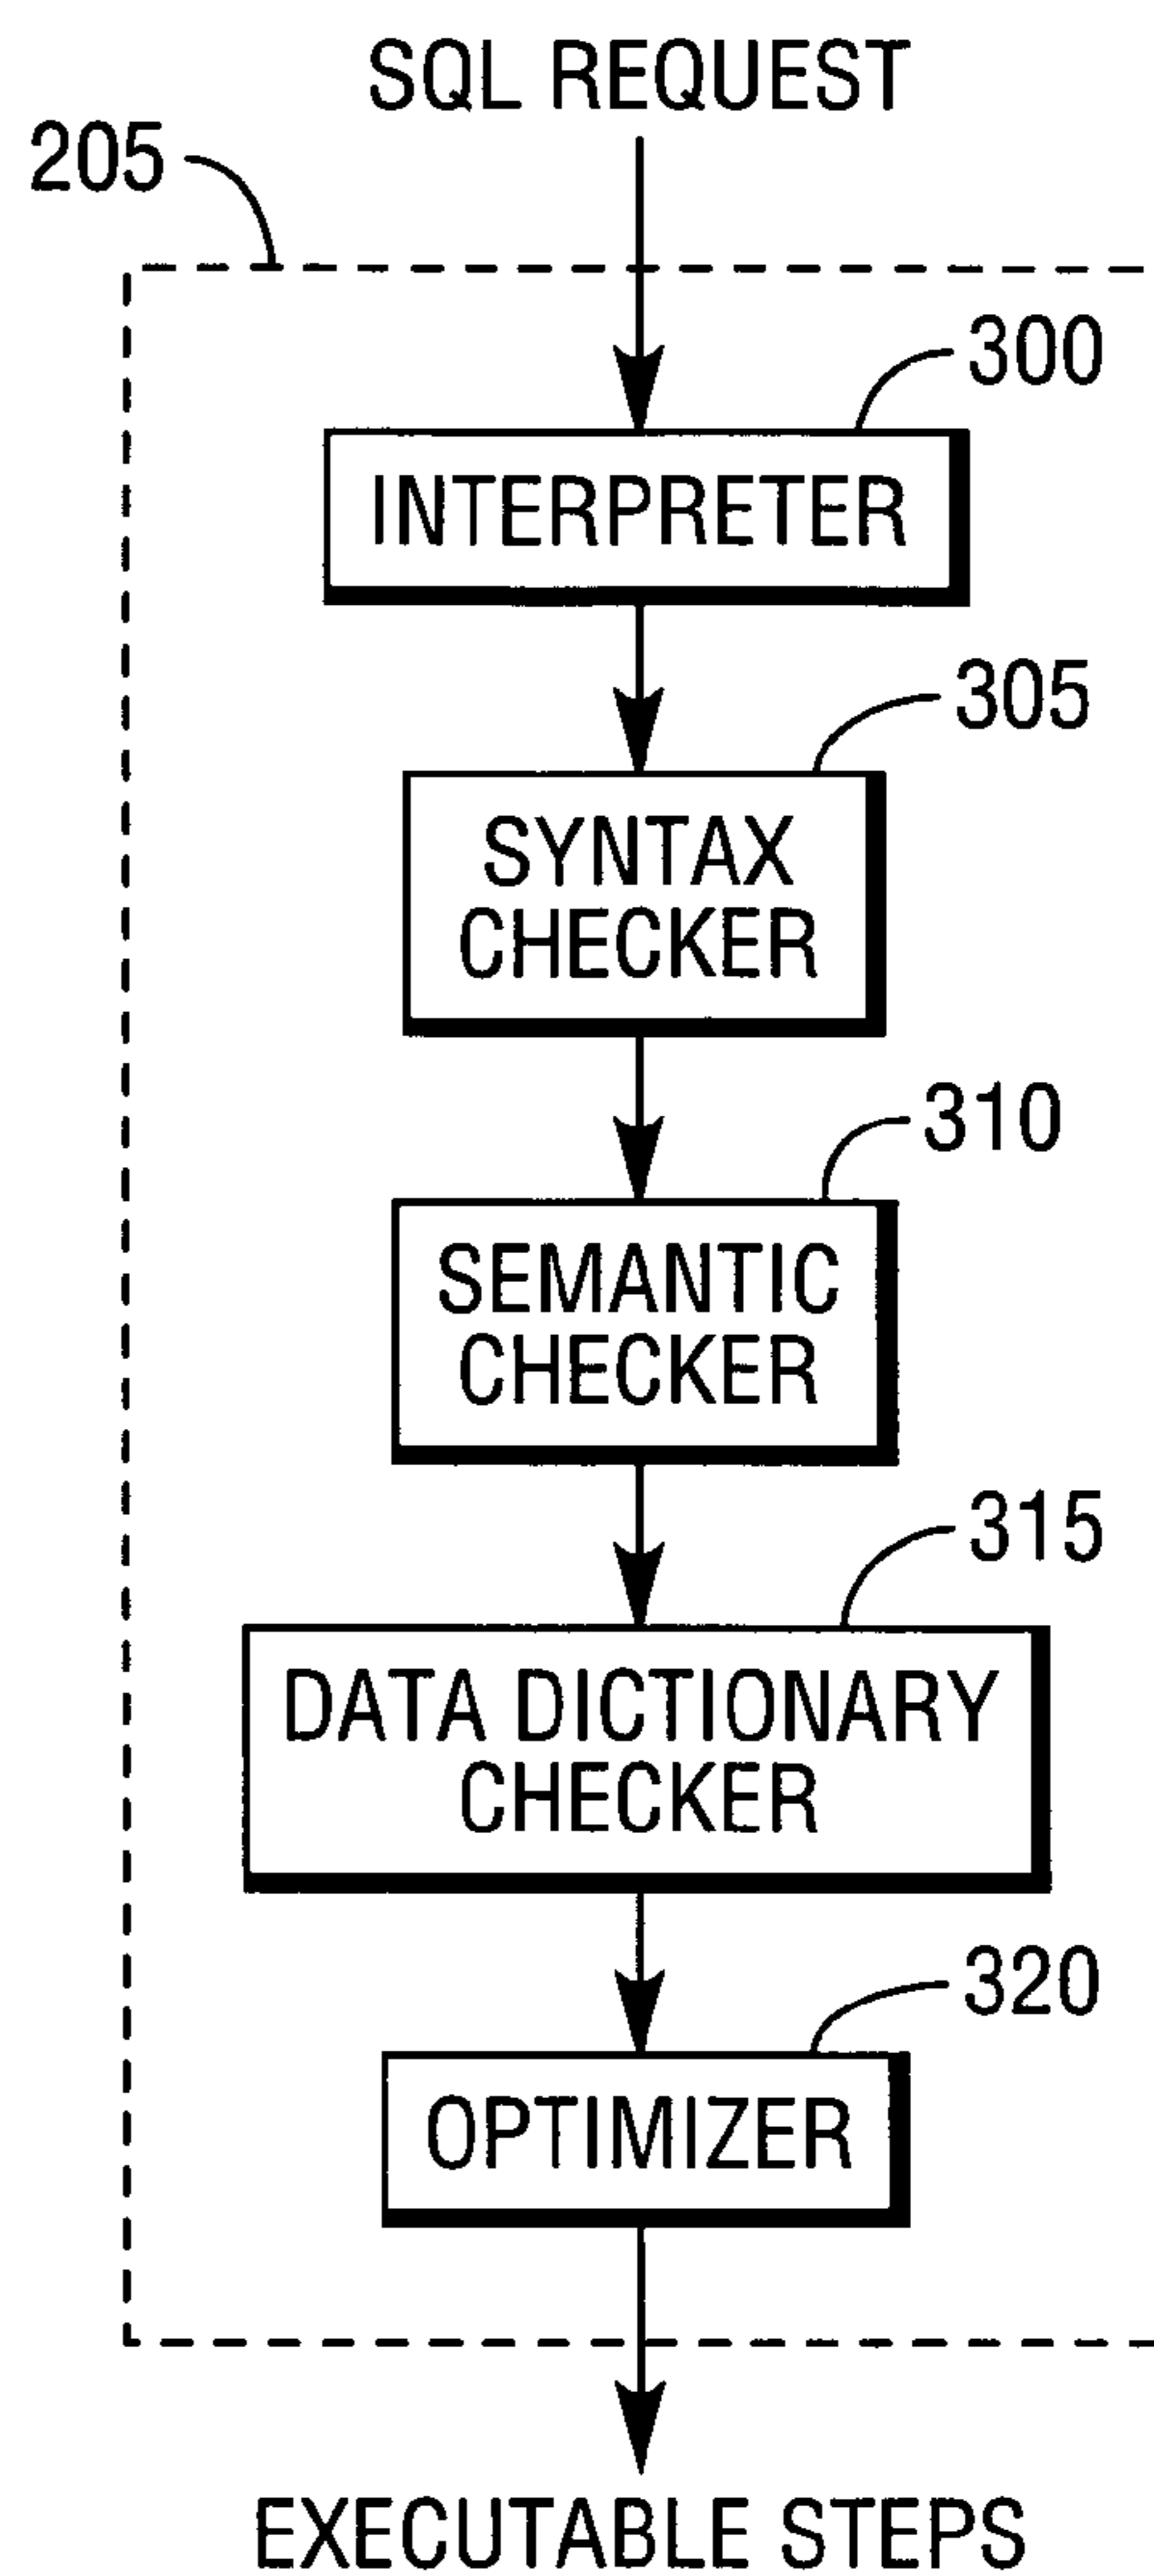 SQL REQUEST
205
300
INTERPRETER
305
SYNTAX
CHECKER
310
SEMANTIC
CHECKER
315
DATA DICTIONARY
CHECKER
320
OPTIMIZER
EXECUTABLE STEPS